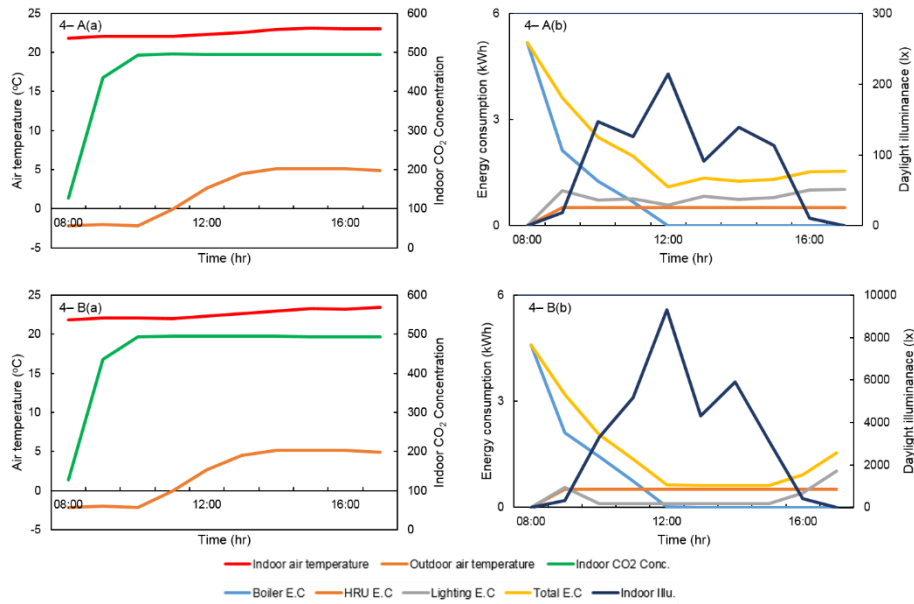 4– A(a)
25
20
15
10
5
0
-5
Air temperature (°C)
600
500
400
300
200
100
0
Indoor CO2 Concentration
08:00 12:00 16:00
Time (hr)
4– A(b)
6
3
0
Energy consumption (kWh)
300
200
100
0
Daylight illuminanace (lx)
08:00 12:00 16:00
Time (hr)
4– B(a)
25
20
15
10
5
0
-5
Air temperature (°C)
600
500
400
300
200
100
0
Indoor CO2 Concentration
08:00 12:00 16:00
Time (hr)
4– B(b)
6
3
0
Energy consumption (kWh)
10000
8000
6000
4000
2000
0
Daylight illuminanace (lx)
08:00 12:00 16:00
Time (hr)
Indoor air temperature Outdoor air temperature Indoor CO2 Conc.
Boiler E.C HRU E.C Lighting E.C Total E.C Indoor Illu.